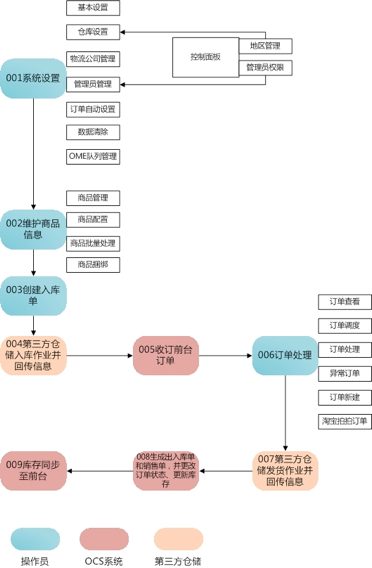 基本设置
仓库设置
地区管理
控制面板
物流公司管理
管理员权限
001系统设置
管理员管理
订单自动设置
数据清除
OME队列管理
商品管理
002维护商品
信息
商品配置
商品批量处理
商品捆绑
003创建入库
单
订单查看
订单调度
004第三方仓
储入库作业并
回传信息
005收订前台
订单
006订单处理
订单处理
异常订单
订单新建
淘宝拍拍订单
009库存同步
至前台
008生成出入库单
和销售单，并更改
订单状态、更新库
存
007第三方仓
储发货作业并
回传信息
操作员
OCS系统
第三方仓储